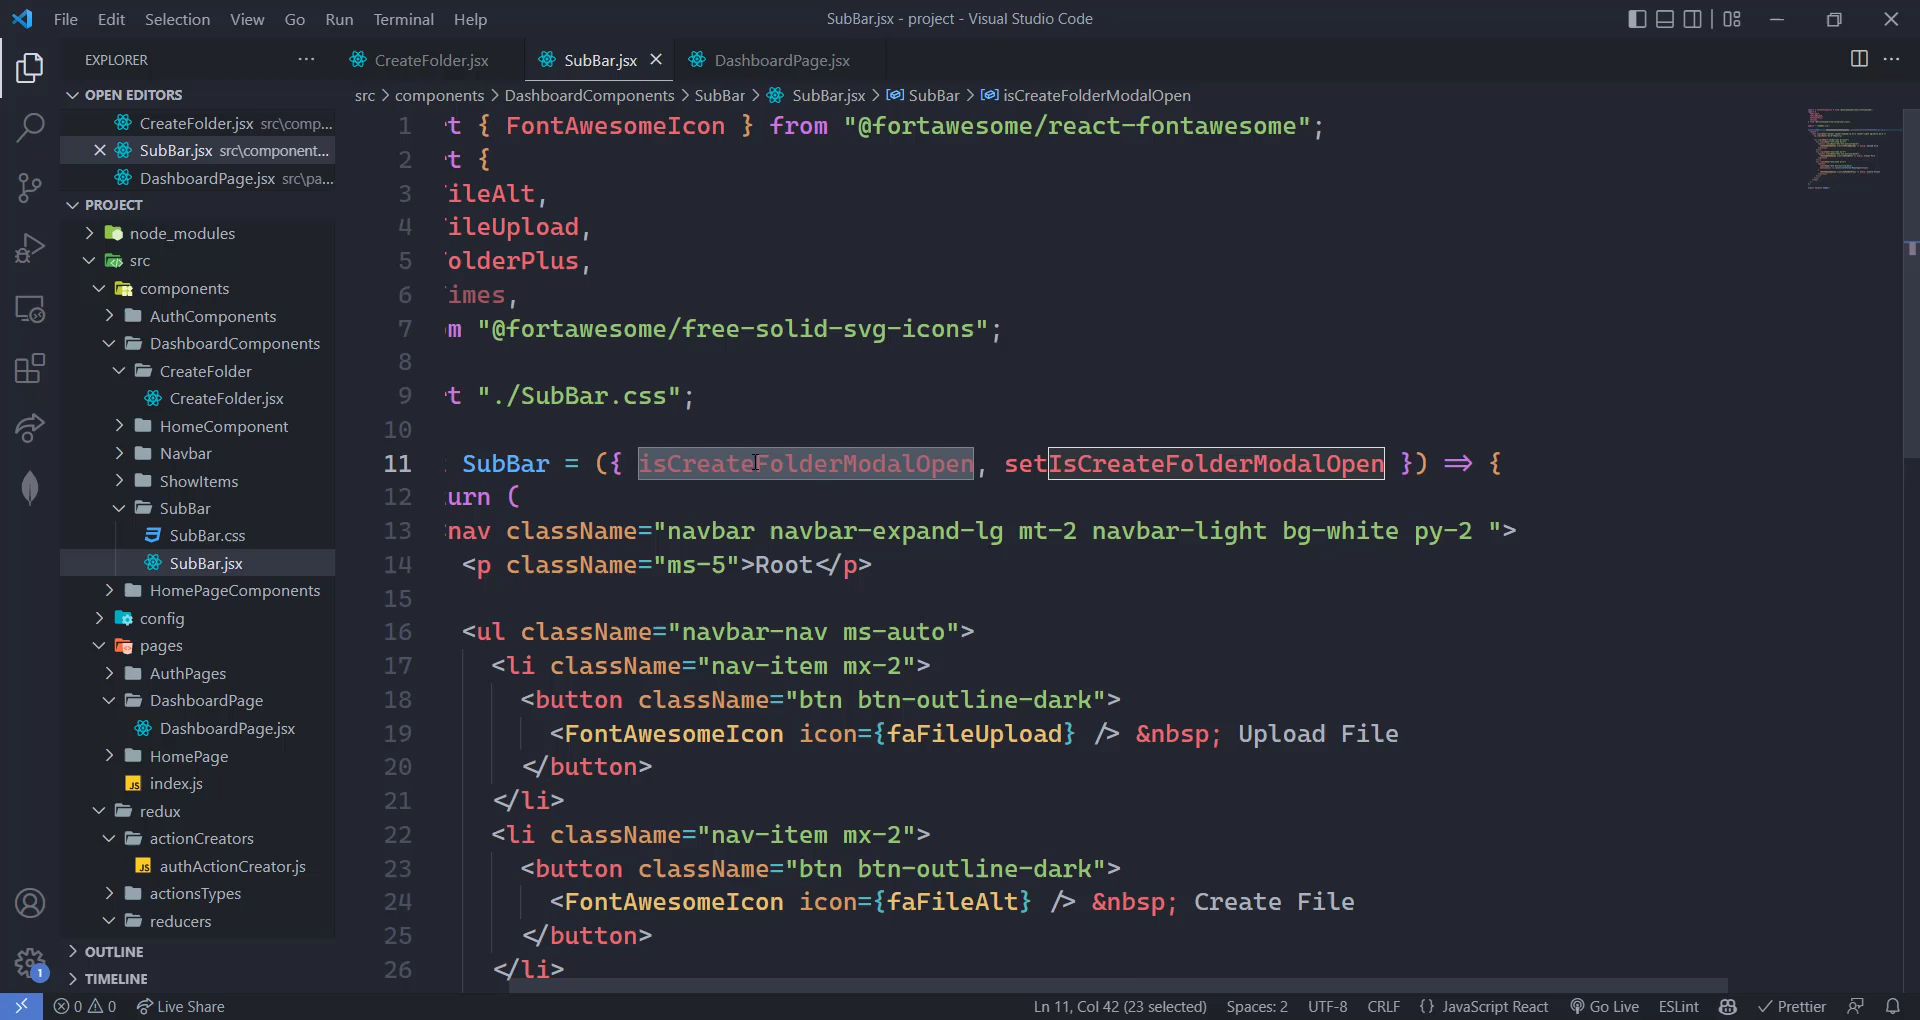 File Edit Selection View Go Run Terminal Help
SubBar.jsx - project - Visual Studio Code
EXPLORER
OPEN EDITORS
CreateFolder.jsx src\comp...
SubBar.jsx src\component...
DashboardPage.jsx src\pa...
PROJECT
node_modules
src
components
AuthComponents
DashboardComponents
CreateFolder
CreateFolder.jsx
HomeComponent
Navbar
ShowItems
SubBar
SubBar.css
SubBar.jsx
HomePageComponents
config
pages
AuthPages
DashboardPage
DashboardPage.jsx
HomePage
JS index.js
redux
actionCreators
JS authActionCreator.js
actionsTypes
reducers
OUTLINE
TIMELINE
CreateFolder.jsx SubBar.jsx DashboardPage.jsx
src > components > DashboardComponents > SubBar > SubBar.jsx > SubBar > isCreateFolderModalOpen
1 t { FontAwesomeIcon } from "@fortawesome/react-fontawesome";
2 t {
3 ileAlt,
4 ileUpload,
5 olderPlus,
6 imes,
7 m "@fortawesome/free-solid-svg-icons";
8
9 t "./SubBar.css";
10
11 SubBar = ({ isCreateFolderModalOpen, setIsCreateFolderModalOpen }) => {
12 urn (
13 nav className="navbar navbar-expand-lg mt-2 navbar-light bg-white py-2 ">
14 <p className="ms-5">Root</p>
15
16 <ul className="navbar-nav ms-auto">
17 <li className="nav-item mx-2">
18 <button className="btn btn-outline-dark">
19 <FontAwesomeIcon icon={faFileUpload} /> &nbsp; Upload File
20 </button>
21 </li>
22 <li className="nav-item mx-2">
23 <button className="btn btn-outline-dark">
24 <FontAwesomeIcon icon={faFileAlt} /> &nbsp; Create File
25 </button>
26 </li>
1
0 0 Live Share
Ln 11, Col 42 (23 selected) Spaces: 2 UTF-8 CRLF {} JavaScript React Go Live ESLint Prettier